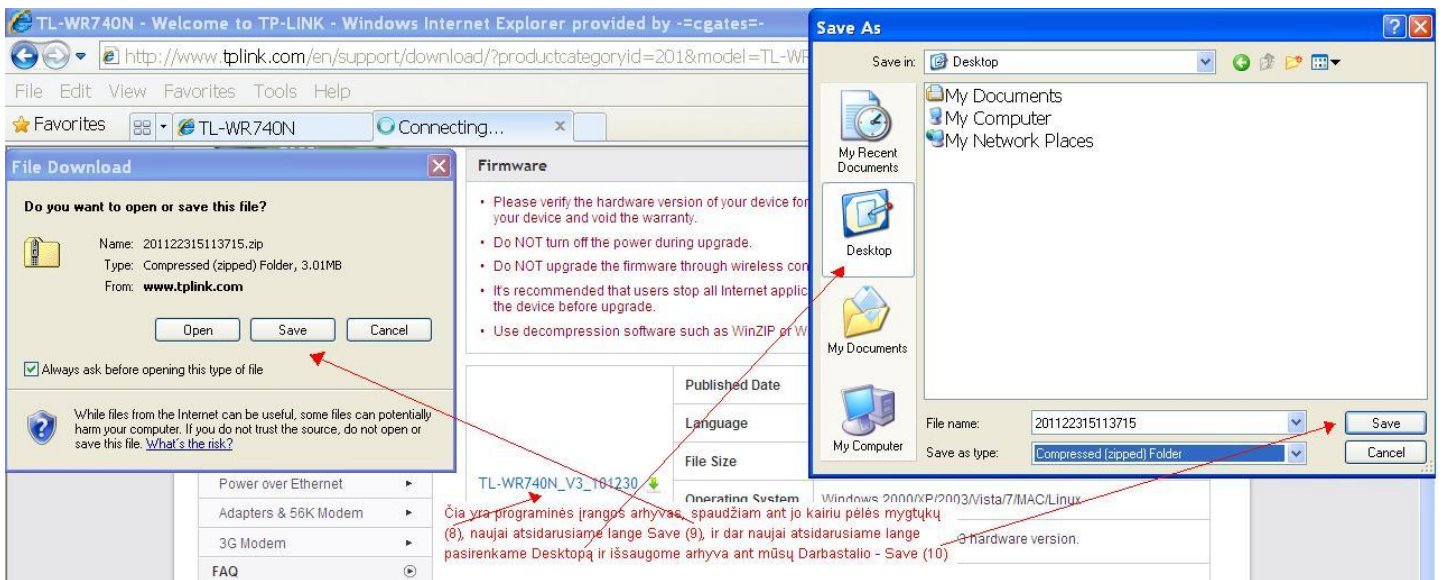 TL-WR740N - Welcome to TP-LINK - Windows Internet Explorer provided by -=cgates=-
http://www.tplink.com/en/support/download/?productcategoryid=201&model=TL-WR
File Edit View Favorites Tools Help
Favorites TL-WR740N Connecting... x
File Download
Do you want to open or save this file?
Name: 201122315113715.zip
Type: Compressed (zipped) Folder, 3.01MB
From: www.tplink.com
Open Save Cancel
Always ask before opening this type of file
While files from the Internet can be useful, some files can potentially
harm your computer. If you do not trust the source, do not open or
save this file. What's the risk?
Firmware
• Please verify the hardware version of your device for
your device and void the warranty.
• Do NOT turn off the power during upgrade.
• Do NOT upgrade the firmware through wireless con
• It's recommended that users stop all Internet applic
the device before upgrade.
• Use decompression software such as WinZIP or W
Published Date
Language
File Size
TL-WR740N_V3_101230
Operating System Windows 2000/XP/2003/Vista/7/MAC/Linux
3 hardware version.
Power over Ethernet
Adapters & 56K Modem
3G Modem
FAQ
Čia yra programinės įrangos arhyvas, spaudžiam ant jo kairiu pėlės mygtukų
(8), naujai atsidarusiame lange Save (9), ir dar naujai atsidarusiame lange
pasirenkame Desktopą ir išsaugome arhyva ant mūsų Darbastalio - Save (10)
Save As
Save in: Desktop
My Documents
My Computer
My Network Places
My Recent
Documents
Desktop
My Documents
My Computer
File name: 201122315113715 Save
Save as type: Compressed (zipped) Folder Cancel